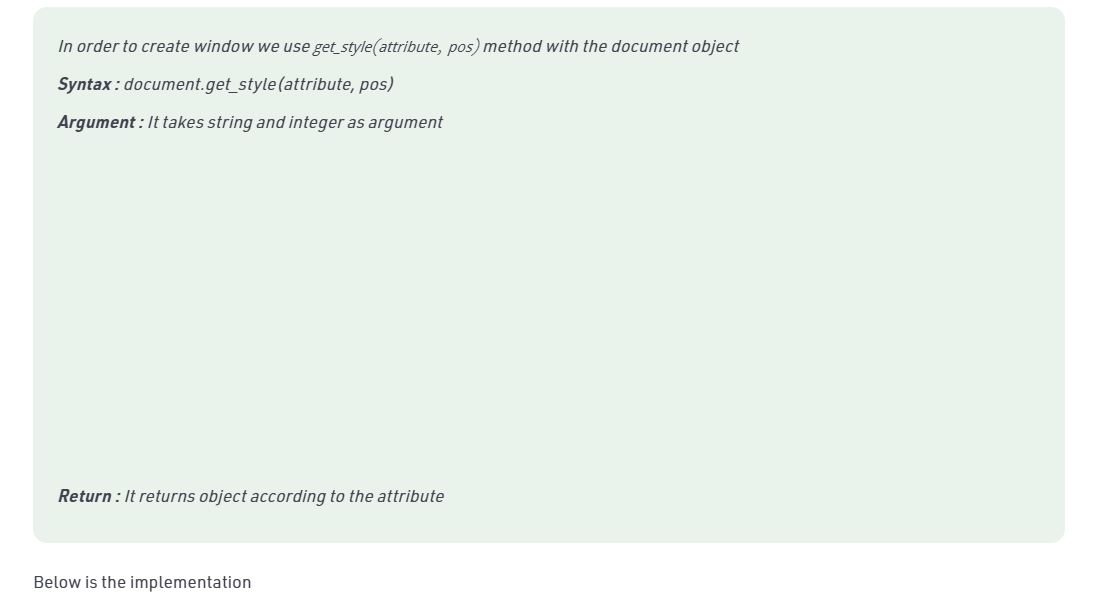 In order to create window we use get_style(attribute, pos) method with the document object
Syntax : document.get_style(attribute, pos)
Argument : It takes string and integer as argument
Return : It returns object according to the attribute
Below is the implementation